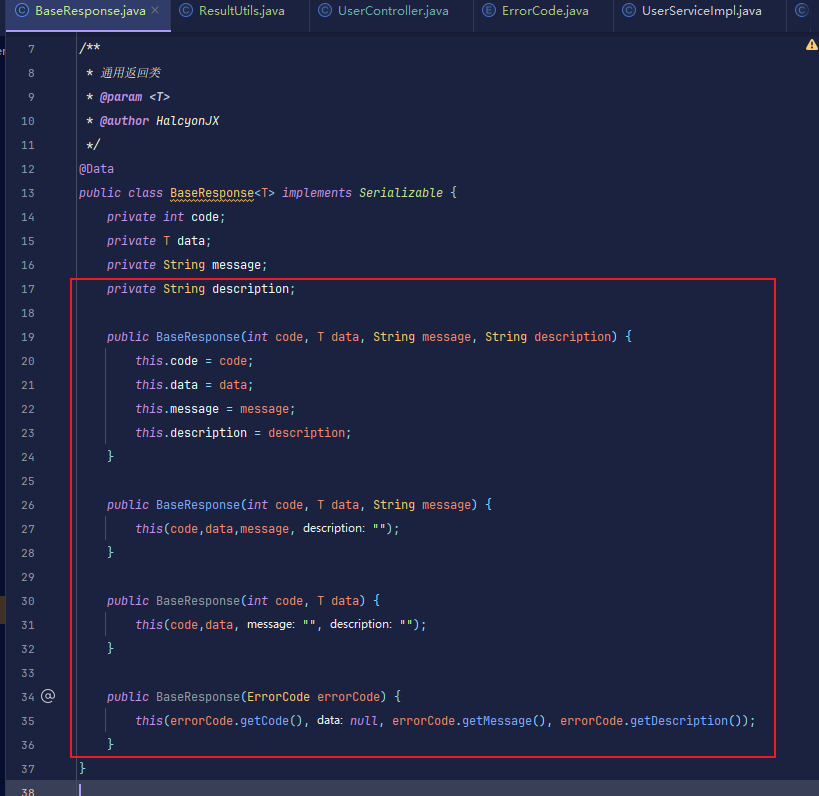 BaseResponse.java × ResultUtils.java UserController.java ErrorCode.java UserServiceImpl.java
7 /**
8 * 通用返回类
9 * @param <T>
10 * @author HalcyonJX
11 */
12 @Data
13 public class BaseResponse<T> implements Serializable {
14 private int code;
15 private T data;
16 private String message;
17 private String description;
18
19 public BaseResponse(int code, T data, String message, String description) {
20 this.code = code;
21 this.data = data;
22 this.message = message;
23 this.description = description;
24 }
25
26 public BaseResponse(int code, T data, String message) {
27 this(code,data,message, description: "");
28 }
29
30 public BaseResponse(int code, T data) {
31 this(code,data, message: "", description: "");
32 }
33
34 @ public BaseResponse(ErrorCode errorCode) {
35 this(errorCode.getCode(), data: null, errorCode.getMessage(), errorCode.getDescription());
36 }
37 }
38